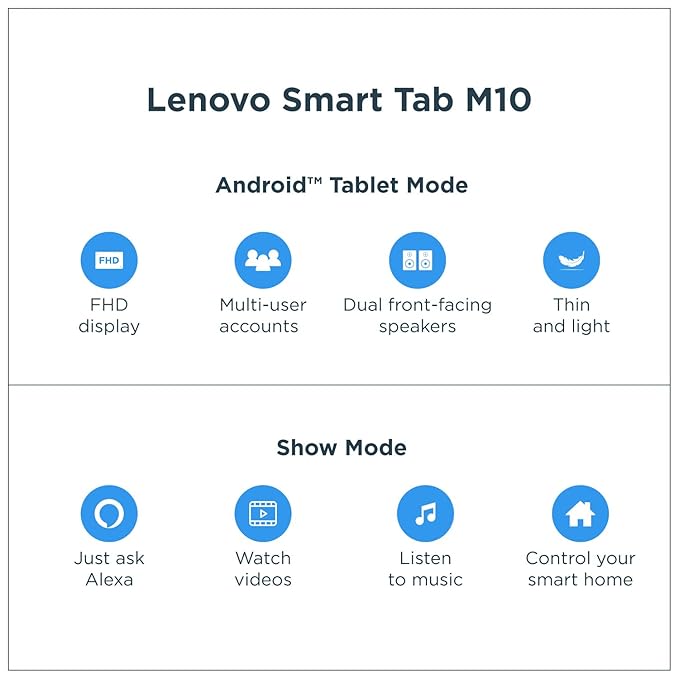 Lenovo Smart Tab M10
Android™ Tablet Mode
FHD
FHD
display
Multi-user
accounts
Dual front-facing
speakers
Thin
and light
Show Mode
Just ask
Alexa
Watch
videos
Listen
to music
Control your
smart home